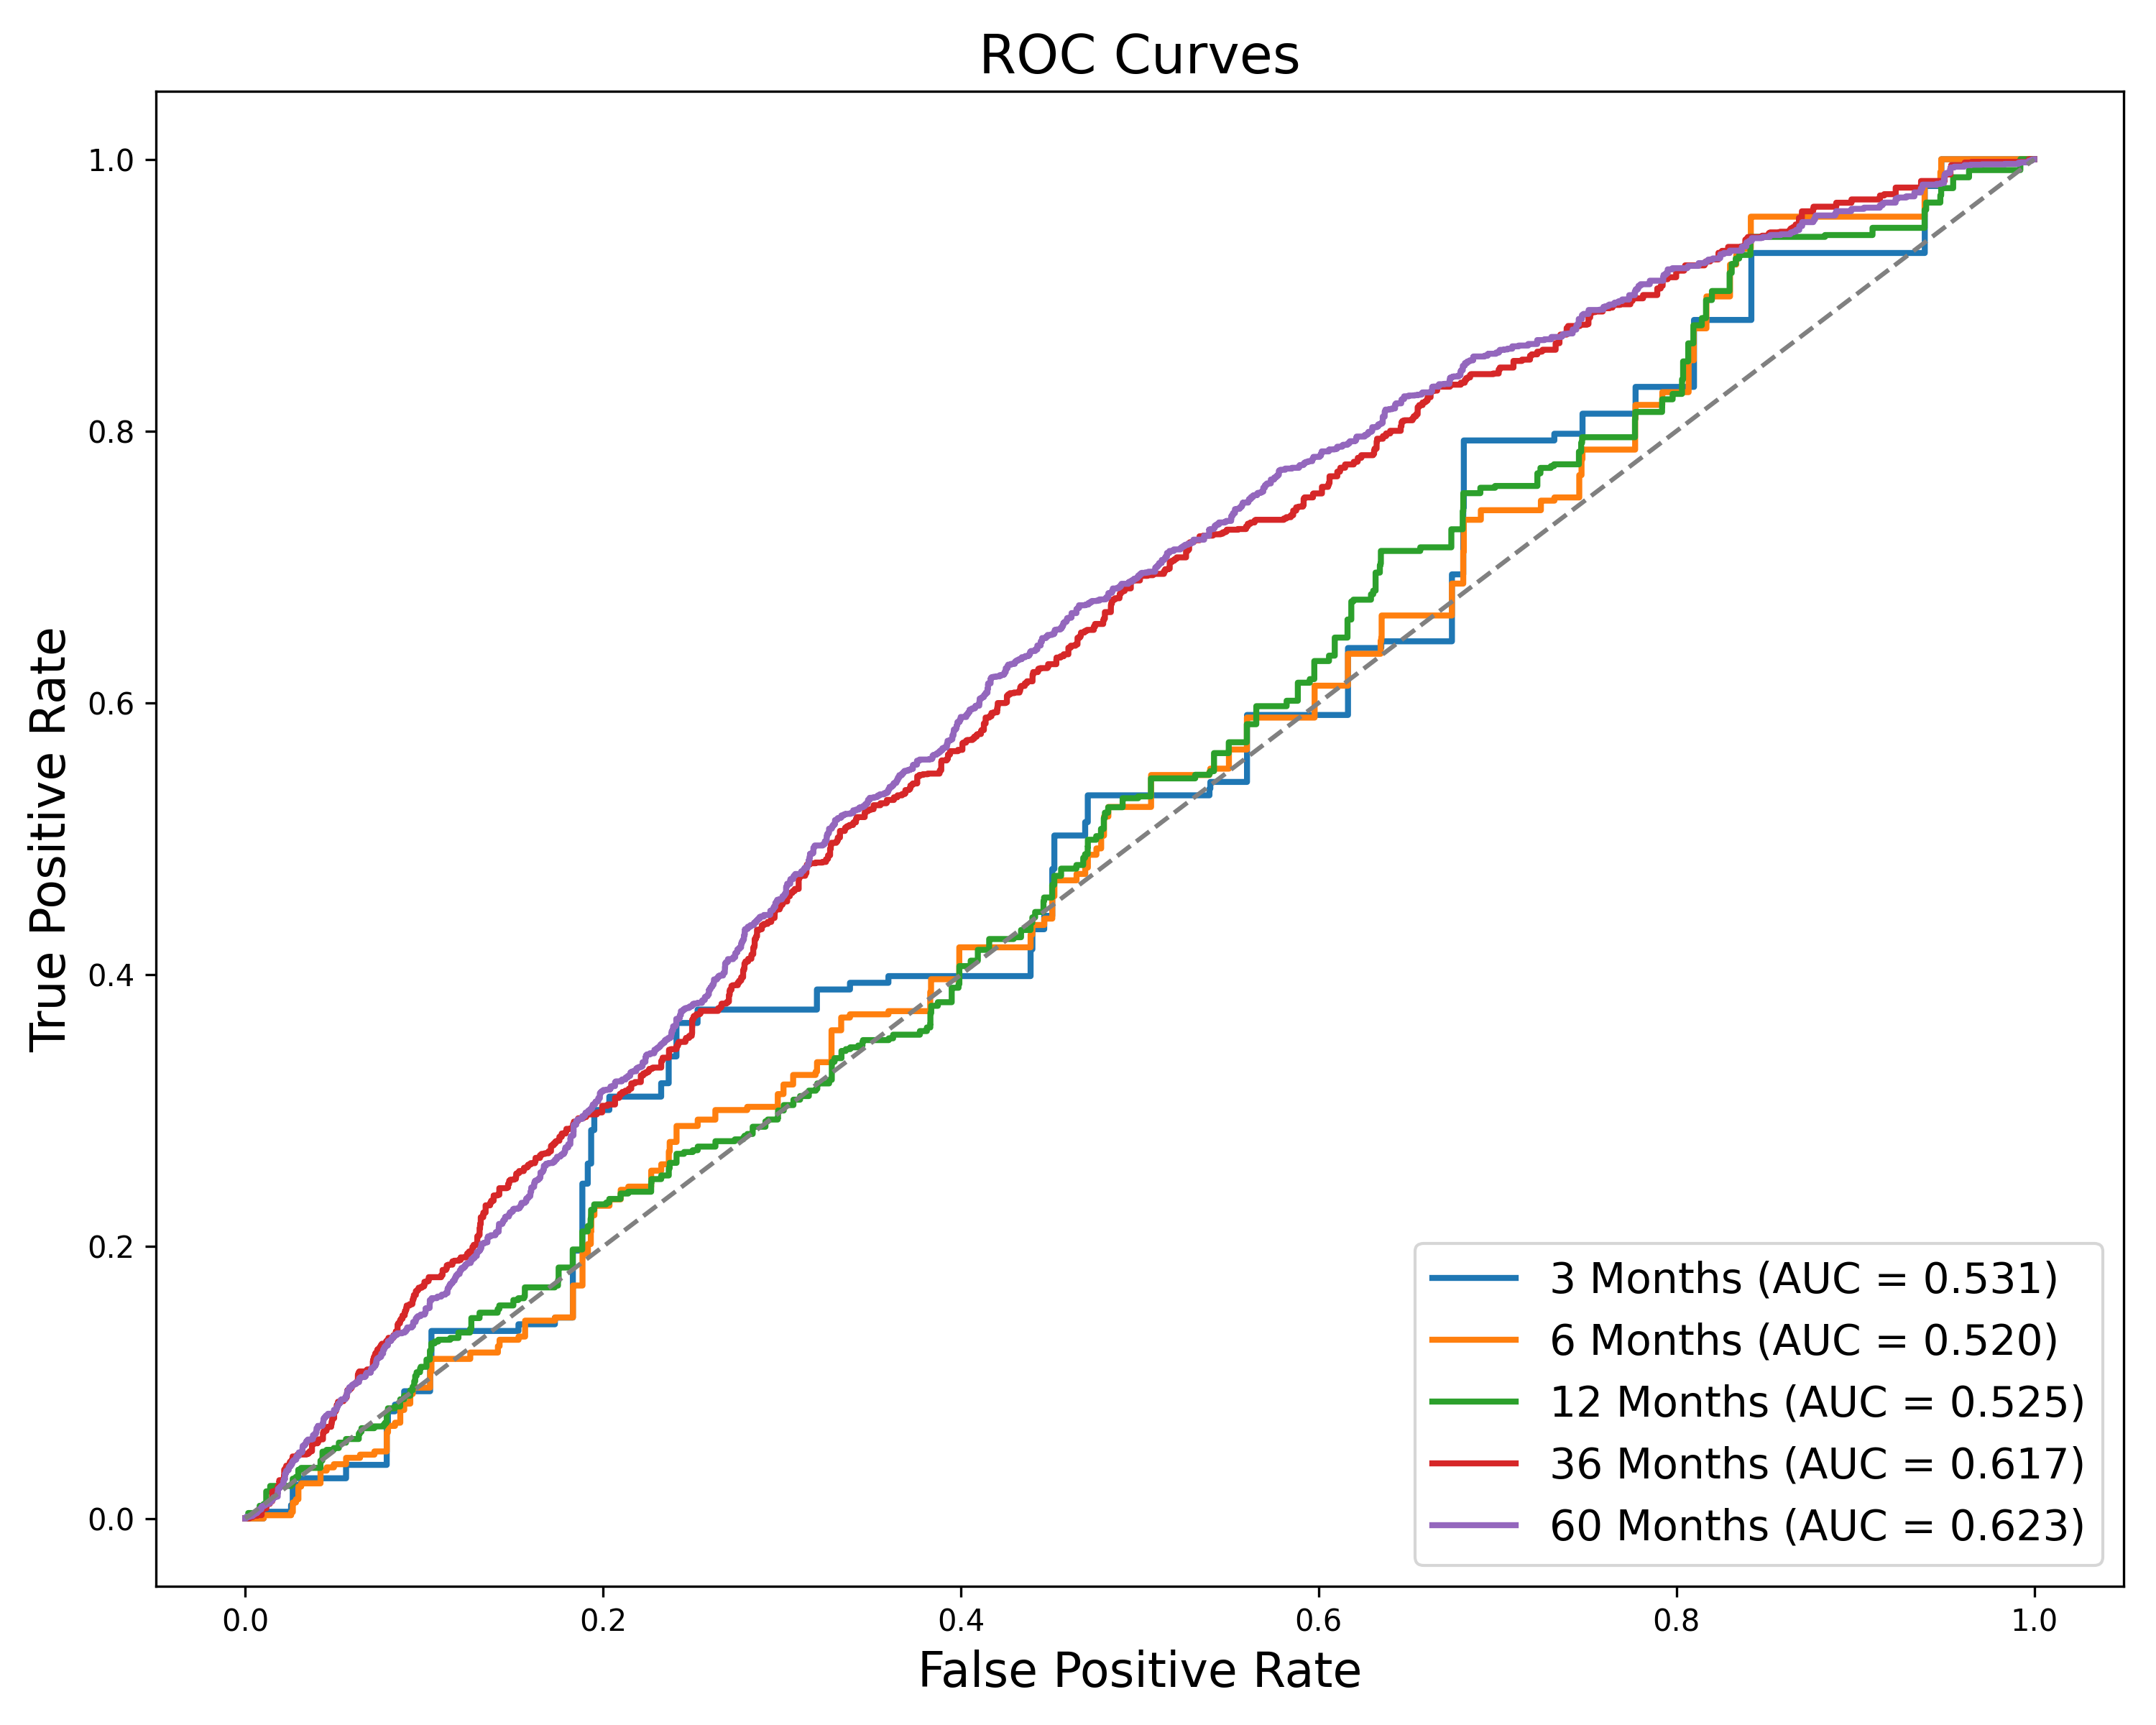 ROC Curves
True Positive Rate
1.0
0.8
0.6
0.4
0.2
0.0
0.0 0.2 0.4 0.6 0.8 1.0
False Positive Rate
3 Months (AUC = 0.531)
6 Months (AUC = 0.520)
12 Months (AUC = 0.525)
36 Months (AUC = 0.617)
60 Months (AUC = 0.623)